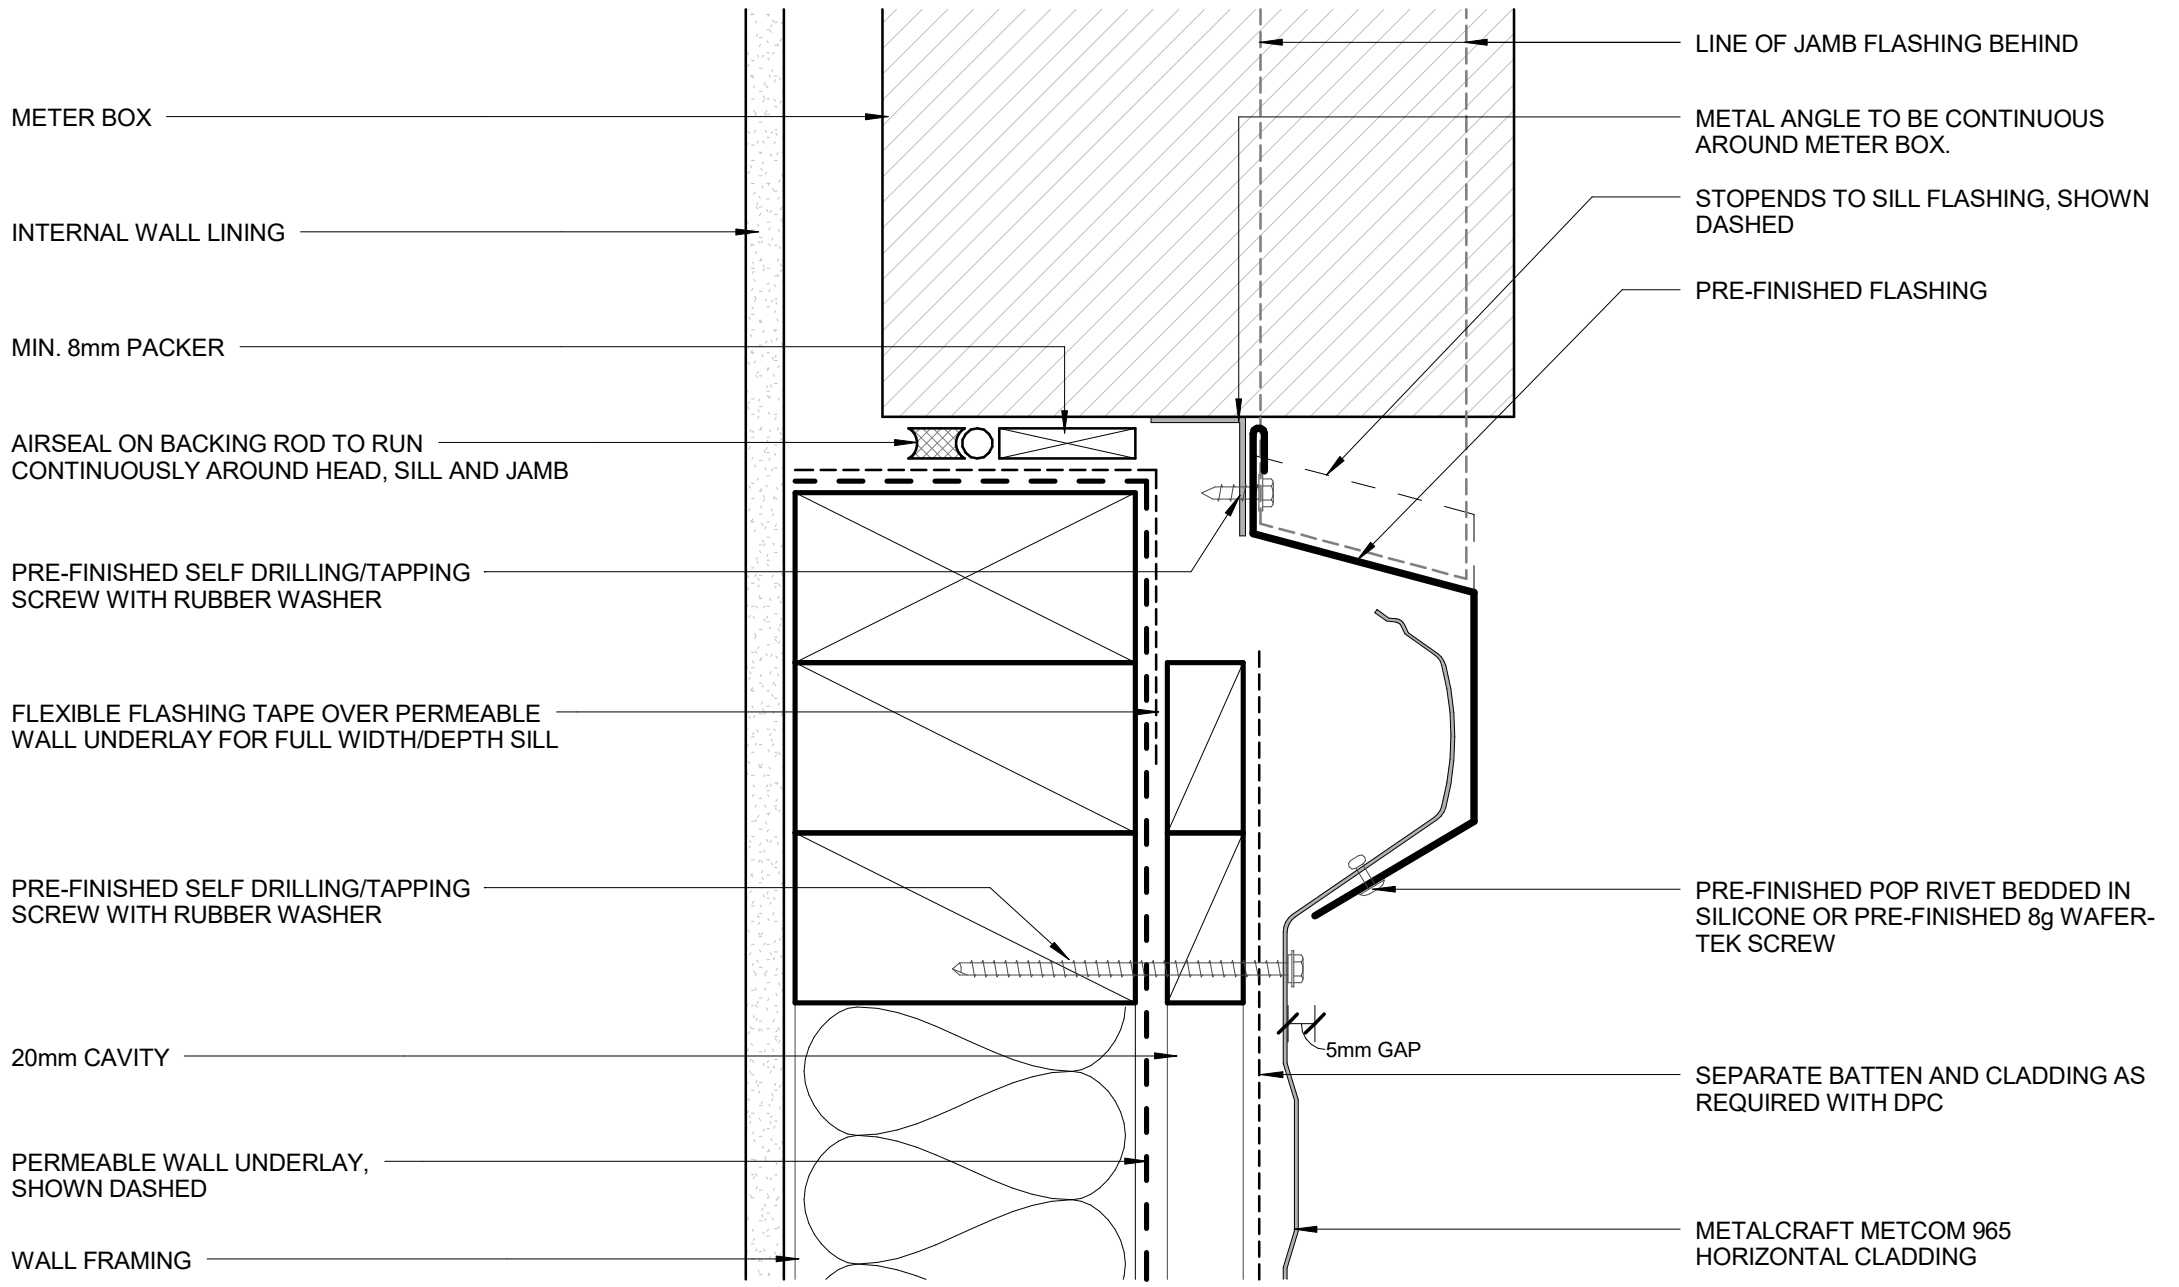 METER BOX
INTERNAL WALL LINING
MIN. 8mm PACKER
AIRSEAL ON BACKING ROD TO RUN
CONTINUOUSLY AROUND HEAD, SILL AND JAMB
PRE-FINISHED SELF DRILLING/TAPPING
SCREW WITH RUBBER WASHER
FLEXIBLE FLASHING TAPE OVER PERMEABLE
WALL UNDERLAY FOR FULL WIDTH/DEPTH SILL
PRE-FINISHED SELF DRILLING/TAPPING
SCREW WITH RUBBER WASHER
20mm CAVITY
PERMEABLE WALL UNDERLAY,
SHOWN DASHED
WALL FRAMING
LINE OF JAMB FLASHING BEHIND
METAL ANGLE TO BE CONTINUOUS
AROUND METER BOX.
STOPENDS TO SILL FLASHING, SHOWN
DASHED
PRE-FINISHED FLASHING
PRE-FINISHED POP RIVET BEDDED IN
SILICONE OR PRE-FINISHED 8g WAFER-
TEK SCREW
5mm GAP
SEPARATE BATTEN AND CLADDING AS
REQUIRED WITH DPC
METALCRAFT METCOM 965
HORIZONTAL CLADDING